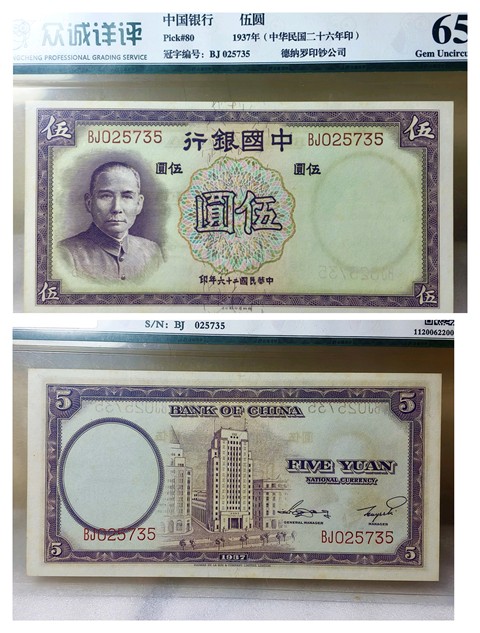 众诚详评
中国银行 伍圆
Pick#80 1937年（中华民国二十六年印）
冠字编号：BJ 025735 德纳罗印钞公司
65
Gem Uncircu
NGCHENG PROFESSIONAL GRADING SERVICE
伍 伍
BJ025735 行銀國中 BJ025735
圓伍 圓伍
圓伍
印年六十二國民華中
伍 伍
S/N: BJ 025735
1120062200
5 BANK OF CHINA 5
FIVE YUAN
NATIONAL CURRENCY
GENERAL MANAGER MANAGER
BJ025735 BJ025735
5 1937 5